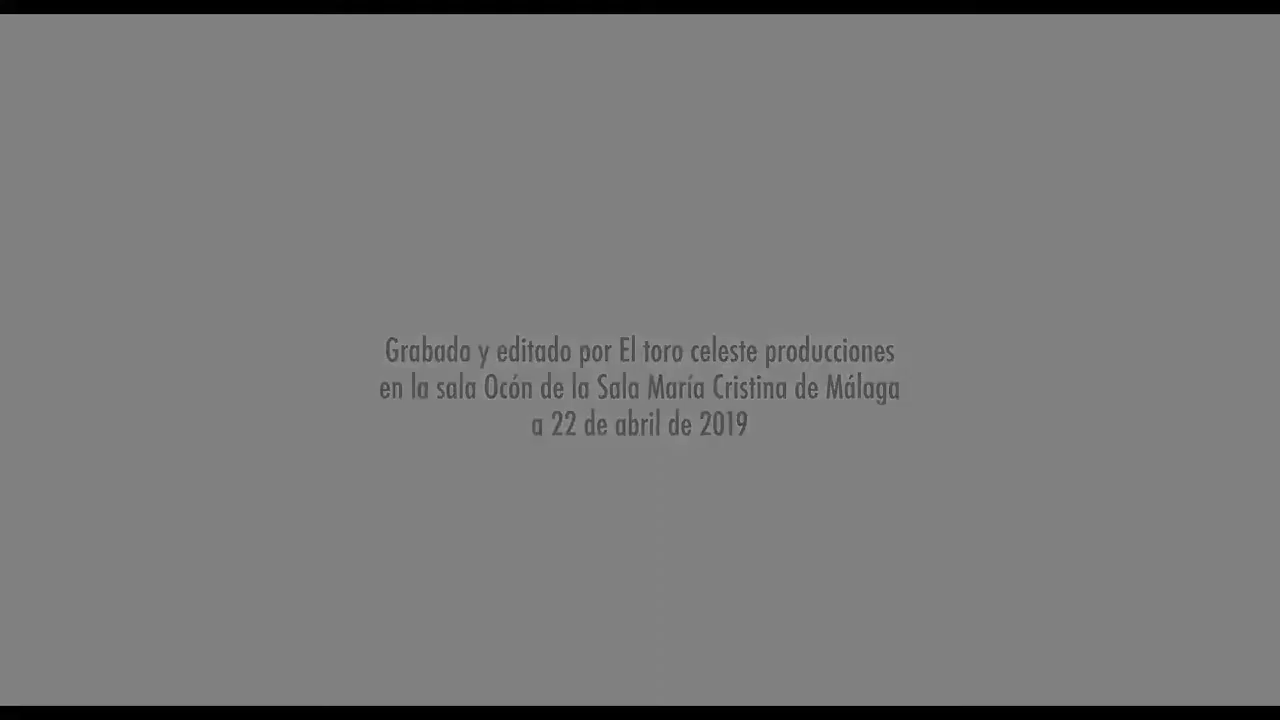 Grabada y editado por El toro celeste producciones
en la sala Ocón de la Sala María Cristina de Málaga
a 22 de abril de 2019